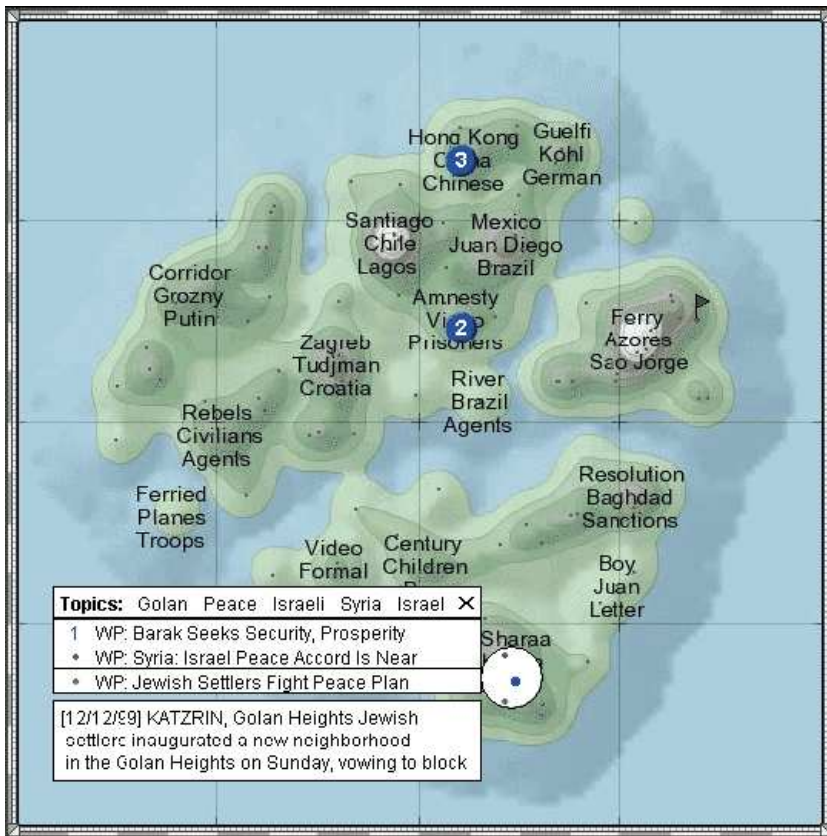 Hong Kong
Chinese
3
Guelfi
Kohl
German
Santiago
Chile
Lagos
Mexico
Juan Diego
Brazil
Corridor
Grozny
Putin
Amnesty
Prisoners
2
Ferry
Azores
Sao Jorge
Zagreb
Tudjman
Croatia
River
Brazil
Agents
Rebels
Civilians
Agents
Resolution
Baghdad
Sanctions
Ferried
Planes
Troops
Video
Formal
Century
Children
Boy
Juan
Letter
Sharaa
Topics: Golan Peace Israeli Syria Israel X
1 WP: Barak Seeks Security, Prosperity
• WP: Syria: Israel Peace Accord Is Near
• WP: Jewish Settlers Fight Peace Plan
[12/12/99] KATZRIN, Golan Heights Jewish
settlers inaugurated a new neighborhood
in the Golan Heights on Sunday, vowing to block